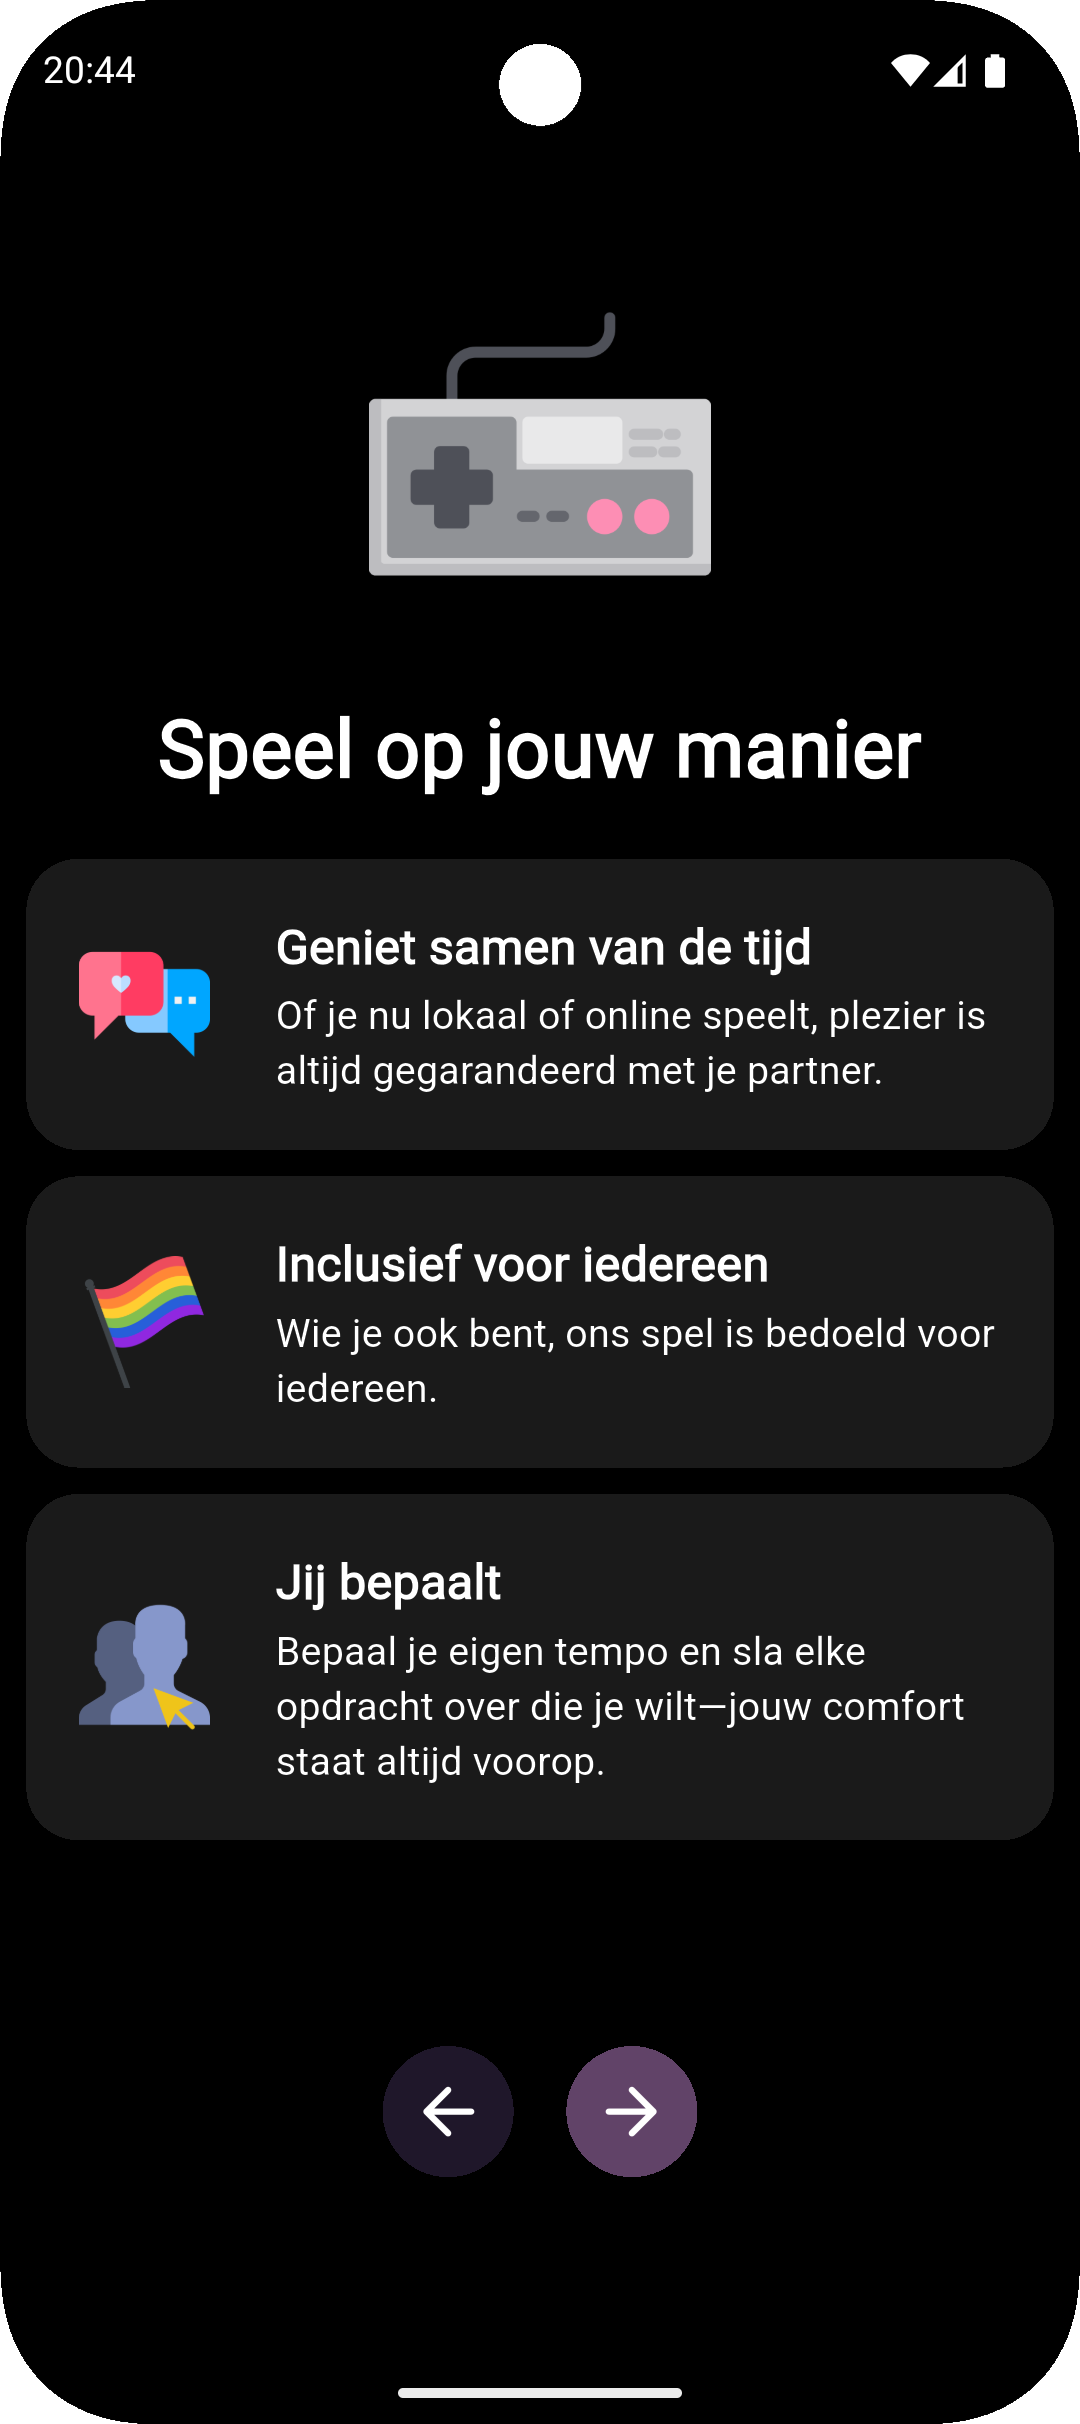 20:44
Speel op jouw manier
Geniet samen van de tijd
Of je nu lokaal of online speelt, plezier is
altijd gegarandeerd met je partner.
Inclusief voor iedereen
Wie je ook bent, ons spel is bedoeld voor
iedereen.
Jij bepaalt
Bepaal je eigen tempo en sla elke
opdracht over die je wilt—jouw comfort
staat altijd voorop.